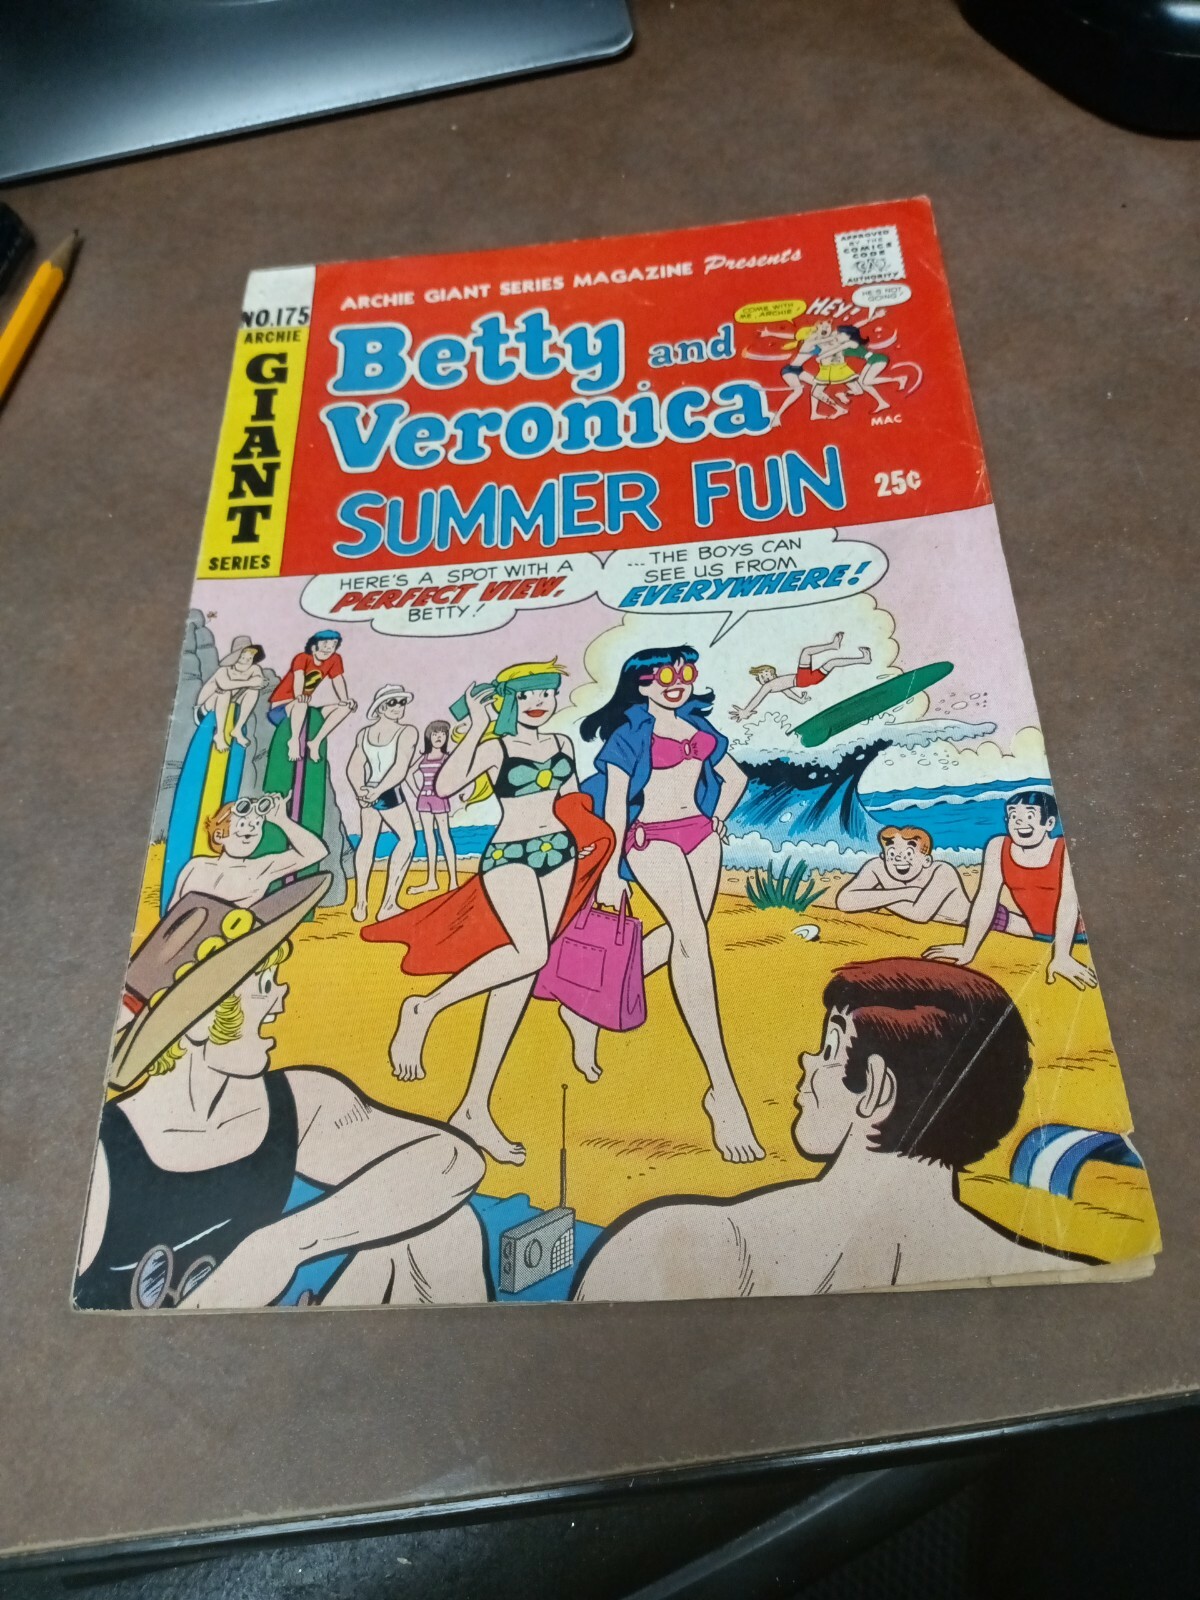 ARCHIE GIANT SERIES MAGAZINE Presents
APPROVED
BY THE
COMICS
CODE
AUTHORITY
NO.175
ARCHIE
GIANT
SERIES
Betty and
Veronica
SUMMER FUN
25¢
COME WITH
ME, ARCHIE!
HEY!
HE'S NOT
GOING!
MAC
HERE'S A SPOT WITH A
PERFECT VIEW,
BETTY!
... THE BOYS CAN
SEE US FROM
EVERYWHERE!